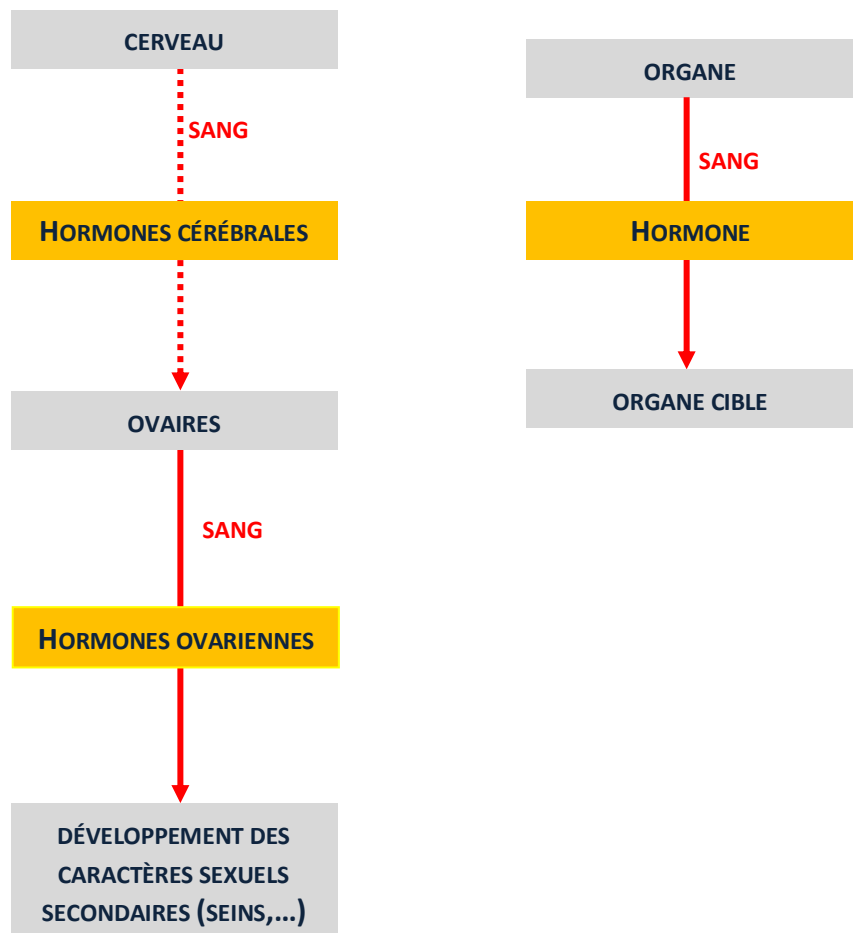 CERVEAU
SANG
HORMONES CÉRÉBRALES
OVAIRES
SANG
HORMONES OVARIENNES
DÉVELOPPEMENT DES
CARACTÈRES SEXUELS
SECONDAIRES (SEINS,...)
ORGANE
SANG
HORMONE
ORGANE CIBLE